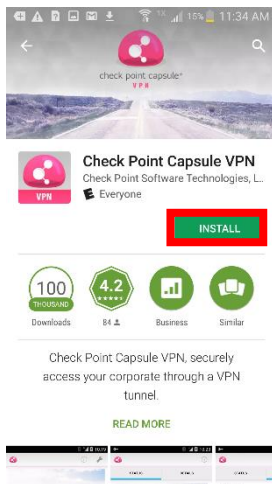 15% 11:34 AM
check point capsule
VPN
Check Point Capsule VPN
Check Point Software Technologies, L..
E Everyone
VPN
INSTALL
100
THOUSAND
4.2
Downloads
84
Business
Similar
Check Point Capsule VPN, securely
access your corporate through a VPN
tunnel.
READ MORE